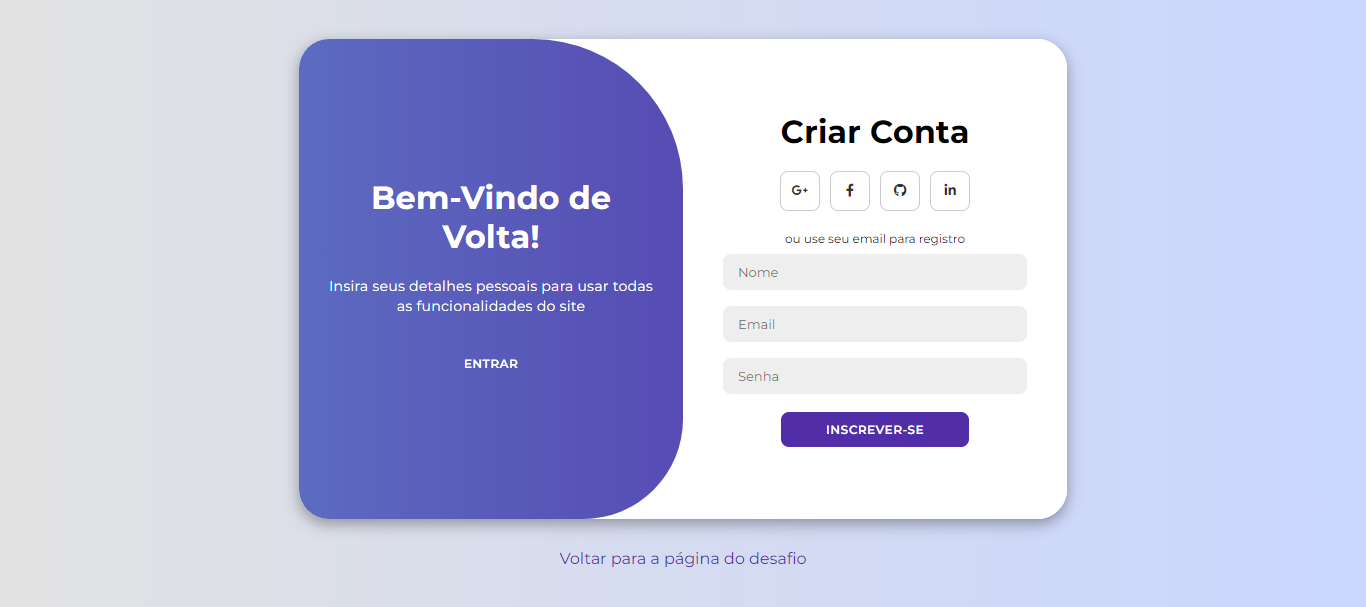 Bem-Vindo de
Volta!
Insira seus detalhes pessoais para usar todas
as funcionalidades do site
ENTRAR
Criar Conta
G+ f in
ou use seu email para registro
Nome
Email
Senha
INSCREVER-SE
Voltar para a página do desafio